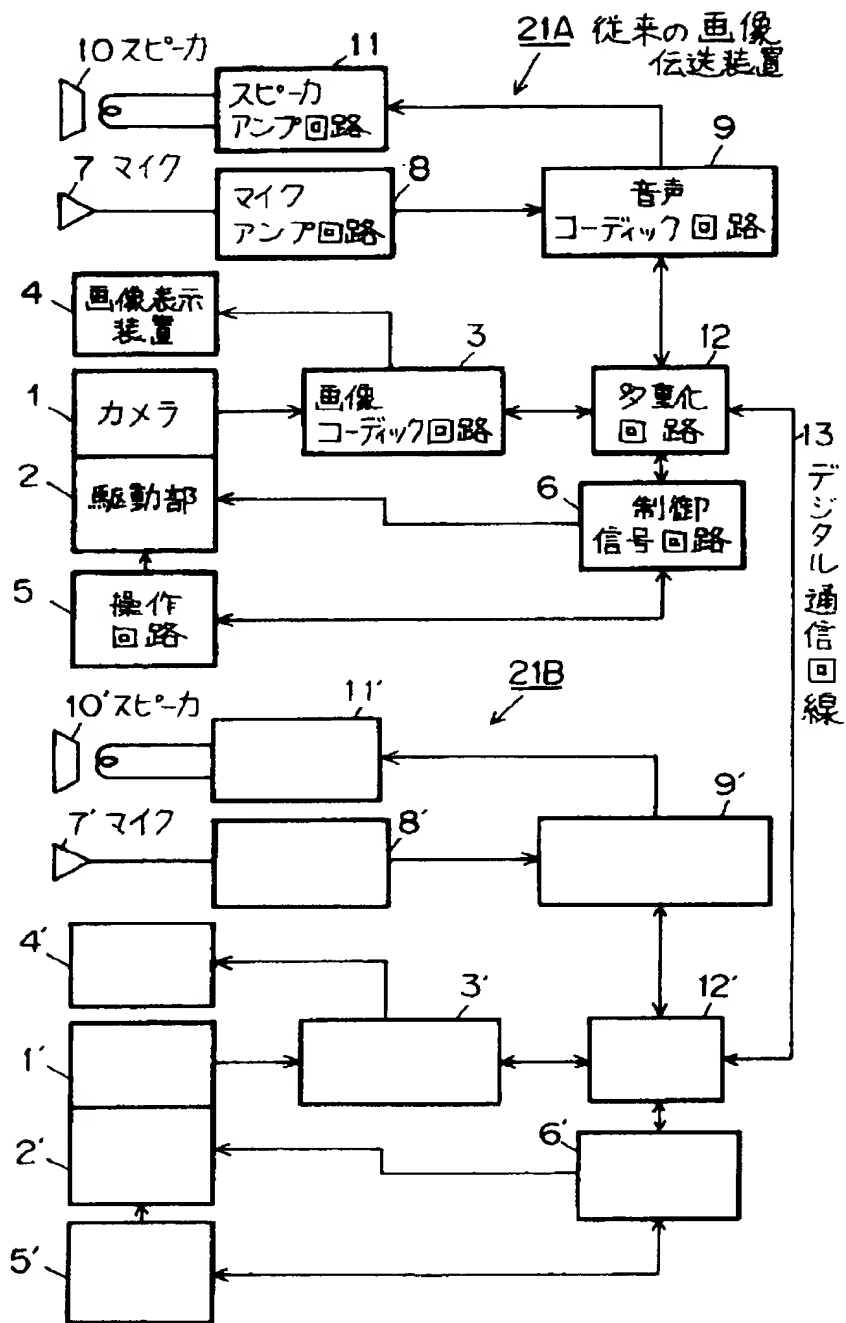 21A 従来の画像
伝送装置
10 スピーカ
11
スピーカ
アンプ回路
7 マイク
8
マイク
アンプ回路
9
音声
コーディック回路
4
画像表示
装置
3
画像
コーディック回路
12
多重化
回路
1
カメラ
2
駆動部
6
制御
信号回路
5
操作
回路
13 デジタル通信回線
21B
10' スピーカ
11'
7' マイク
8'
9'
4'
3'
12'
1'
2'
6'
5'